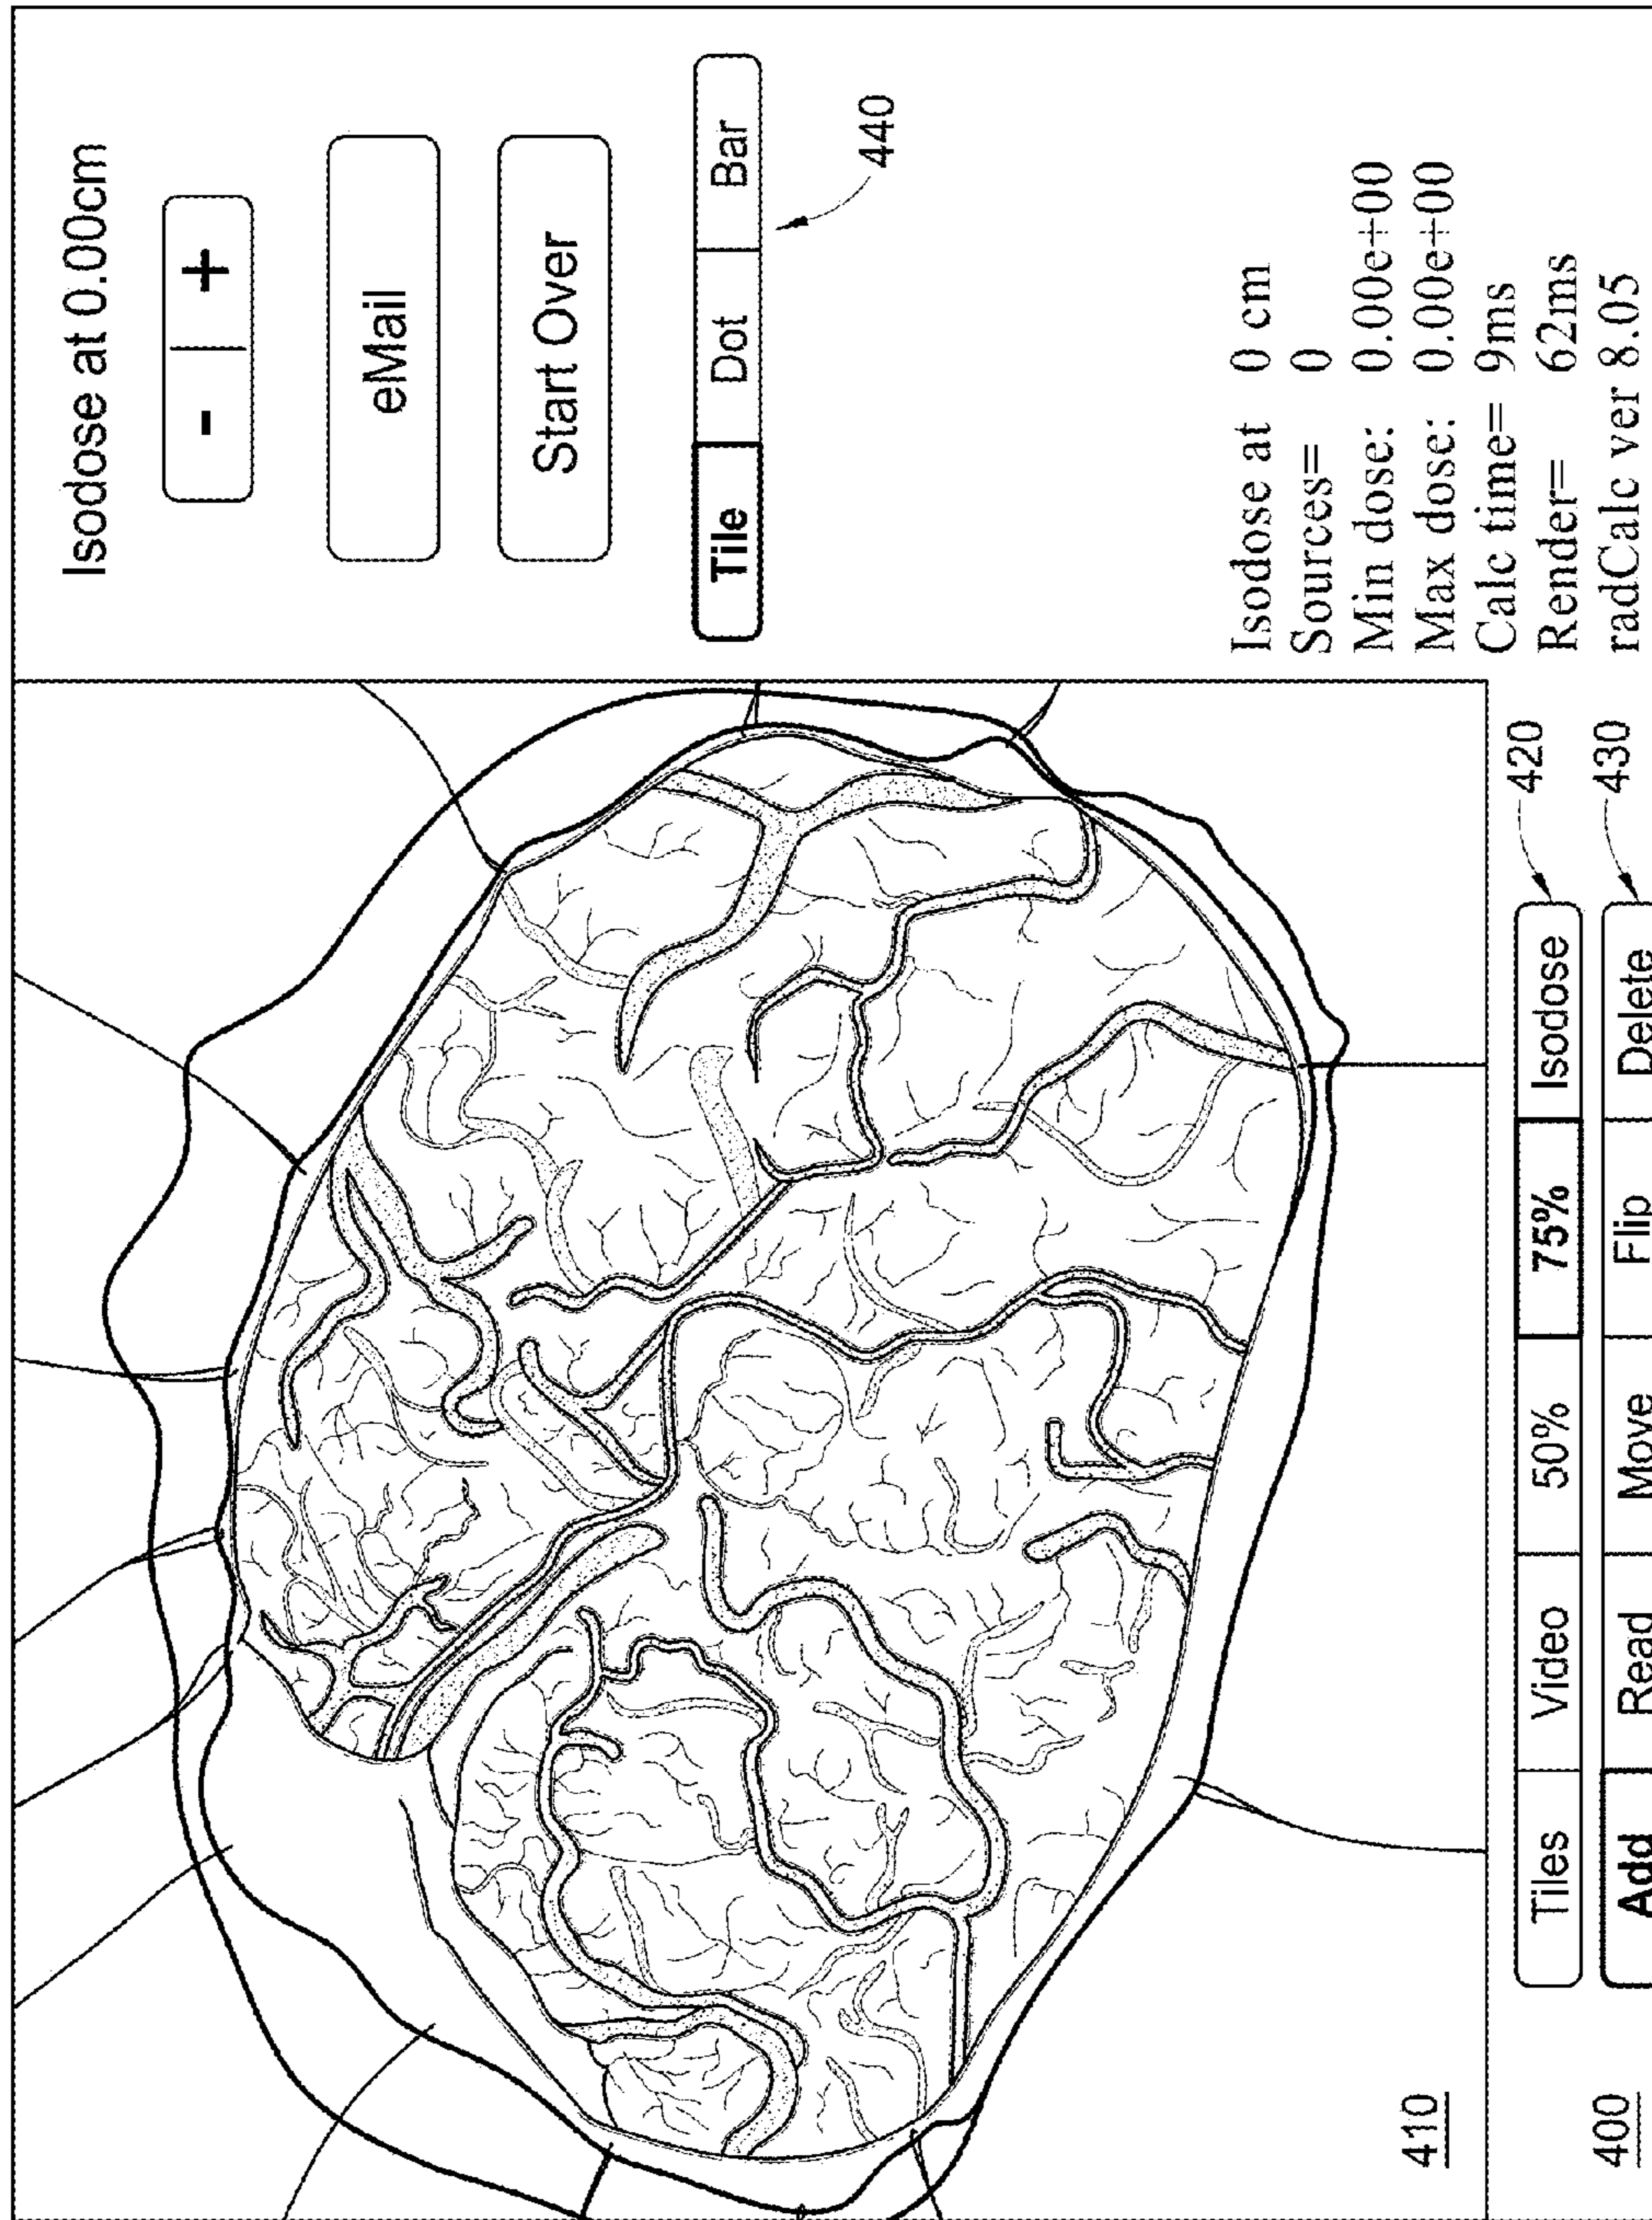 Isodose at 0.00cm
- +
eMail
Start Over
Tile Dot Bar
440
Isodose at 0 cm
Sources= 0
Min dose: 0.00e+00
Max dose: 0.00e+00
Calc time= 9ms
Render= 62ms
radCalc ver 8.05
410
Tiles Video 50% 75% Isodose 420
400
Add Read Move Flip Delete 430